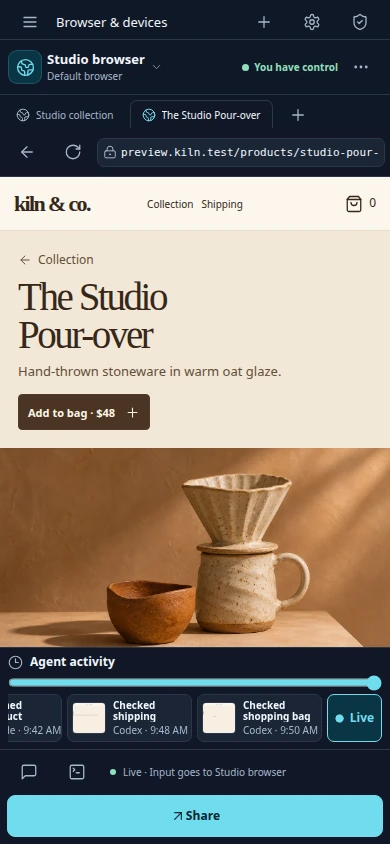 Browser & devices
Studio browser
Default browser
You have control
Studio collection
The Studio Pour-over
preview.kiln.test/products/studio-pour-
kiln & co.
Collection Shipping
0
Collection
The Studio
Pour-over
Hand-thrown stoneware in warm oat glaze.
Add to bag · $48
Agent activity
Checked
shipping
Codex · 9:48 AM
Checked
shopping bag
Codex · 9:50 AM
9:42 AM
Live
Live · Input goes to Studio browser
Share